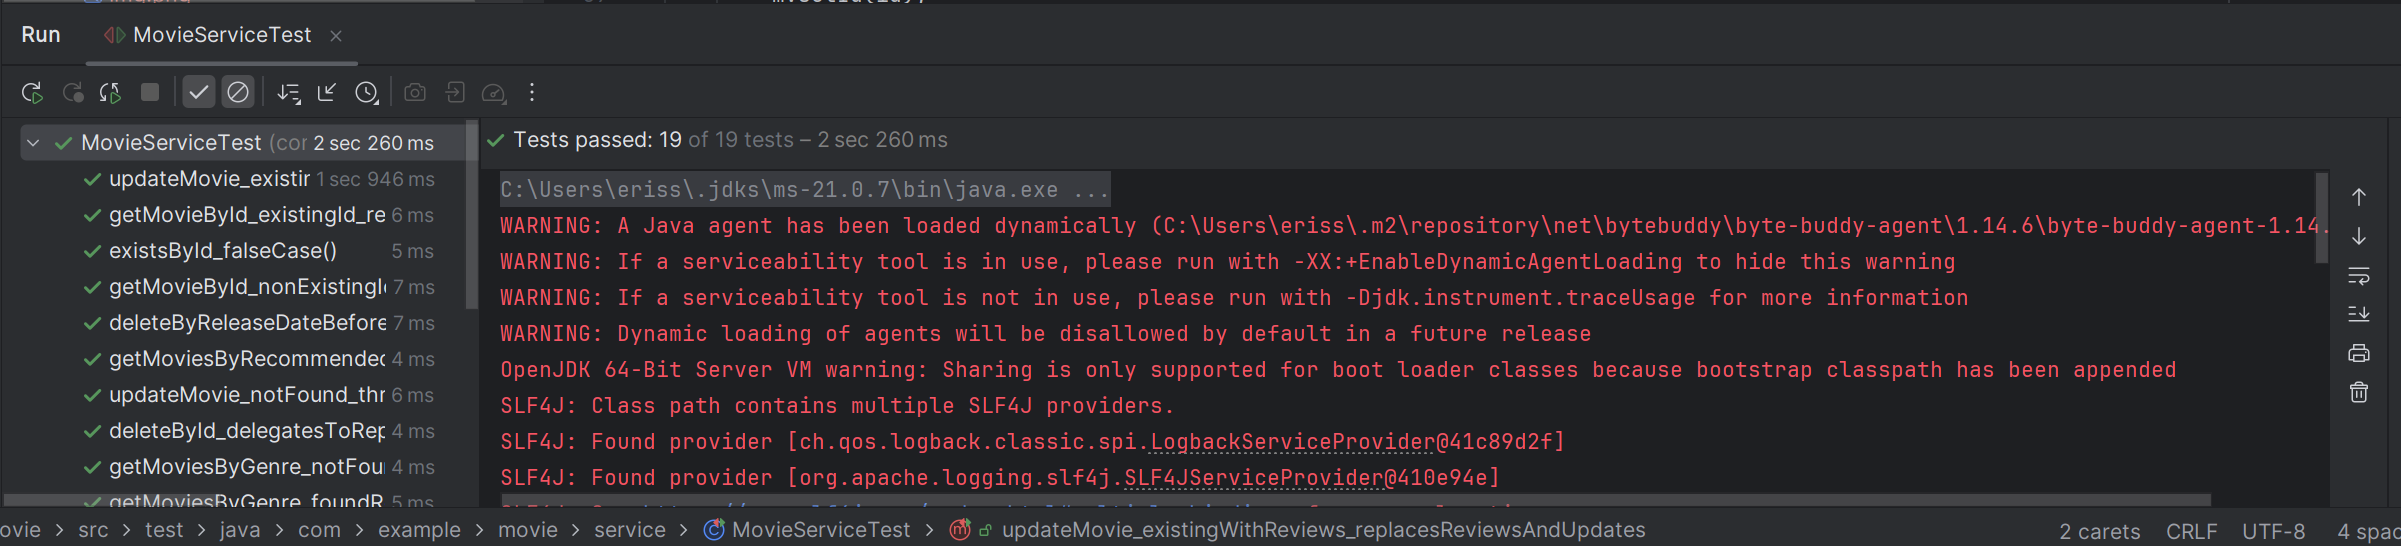 Run MovieServiceTest
MovieServiceTest (cor 2 sec 260 ms
updateMovie_existir 1 sec 946 ms
getMovieById_existingId_re 6 ms
existsById_falseCase() 5 ms
getMovieById_nonExistingId 7 ms
deleteByReleaseDateBefore 7 ms
getMoviesByRecommended 4 ms
updateMovie_notFound_thr 6 ms
deleteById_delegatesToRep 4 ms
getMoviesByGenre_notFou 4 ms
getMoviesByGenre_foundR 5 ms
Tests passed: 19 of 19 tests – 2 sec 260 ms
C:\Users\eriss\.jdks\ms-21.0.7\bin\java.exe ...
WARNING: A Java agent has been loaded dynamically (C:\Users\eriss\.m2\repository\net\bytebuddy\byte-buddy-agent\1.14.6\byte-buddy-agent-1.14.
WARNING: If a serviceability tool is in use, please run with -XX:+EnableDynamicAgentLoading to hide this warning
WARNING: If a serviceability tool is not in use, please run with -Djdk.instrument.traceUsage for more information
WARNING: Dynamic loading of agents will be disallowed by default in a future release
OpenJDK 64-Bit Server VM warning: Sharing is only supported for boot loader classes because bootstrap classpath has been appended
SLF4J: Class path contains multiple SLF4J providers.
SLF4J: Found provider [ch.qos.logback.classic.spi.LogbackServiceProvider@41c89d2f]
SLF4J: Found provider [org.apache.logging.slf4j.SLF4JServiceProvider@410e94e]
ovie > src > test > java > com > example > movie > service > MovieServiceTest > updateMovie_existingWithReviews_replacesReviewsAndUpdates 2 carets CRLF UTF-8 4 spac